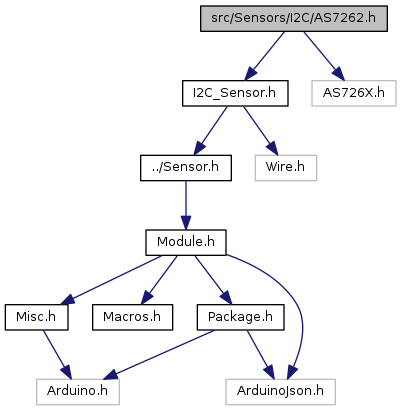 src/Sensors/I2C/AS7262.h
I2C_Sensor.h
AS726X.h
../Sensor.h
Wire.h
Module.h
Misc.h
Macros.h
Package.h
Arduino.h
ArduinoJson.h